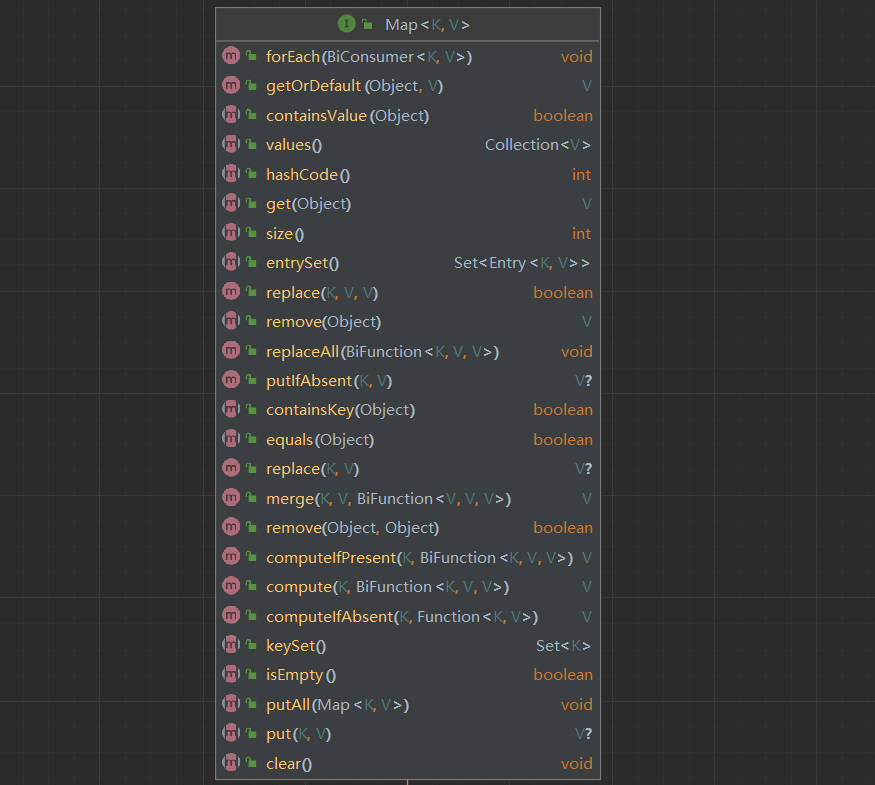 Map<K, V>
forEach(BiConsumer<K, V>) void
getOrDefault(Object, V) V
containsValue(Object) boolean
values() Collection<V>
hashCode() int
get(Object) V
size() int
entrySet() Set<Entry<K, V>>
replace(K, V, V) boolean
remove(Object) V
replaceAll(BiFunction<K, V, V>) void
putIfAbsent(K, V) V?
containsKey(Object) boolean
equals(Object) boolean
replace(K, V) V?
merge(K, V, BiFunction<V, V, V>) V
remove(Object, Object) boolean
computeIfPresent(K, BiFunction<K, V, V>) V
compute(K, BiFunction<K, V, V>) V
computeIfAbsent(K, Function<K, V>) V
keySet() Set<K>
isEmpty() boolean
putAll(Map<K, V>) void
put(K, V) V?
clear() void